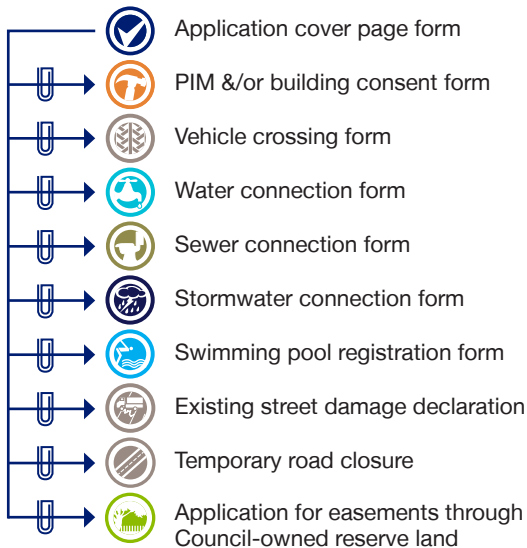 Application cover page form
PIM &/or building consent form
Vehicle crossing form
Water connection form
Sewer connection form
Stormwater connection form
Swimming pool registration form
Existing street damage declaration
Temporary road closure
Application for easements through
Council-owned reserve land